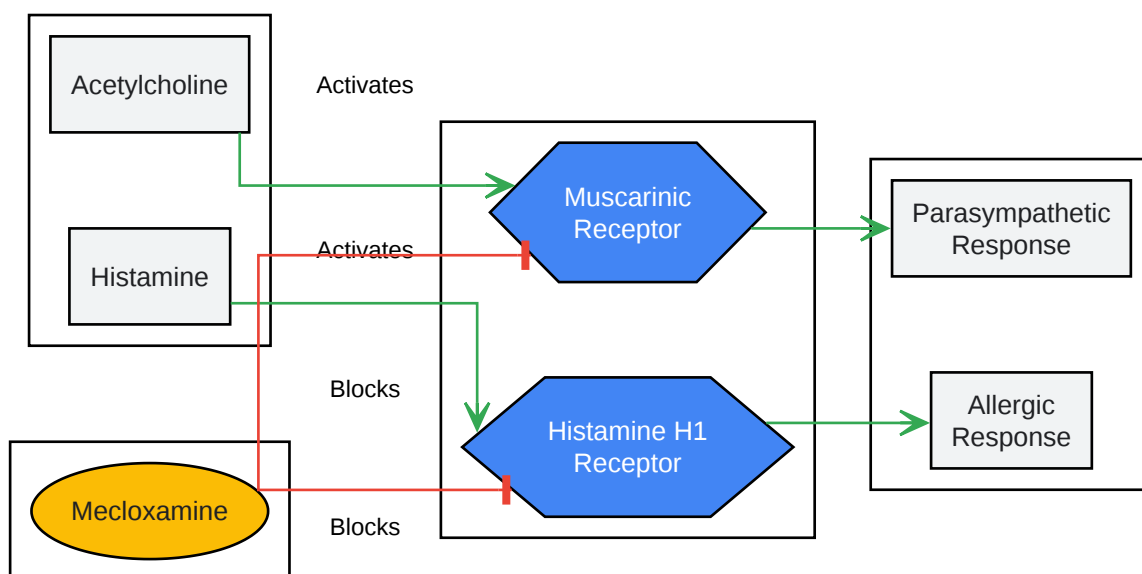 Acetylcholine
Activates
Muscarinic
Receptor
Parasympathetic
Response
Histamine
Activates
Blocks
Histamine H1
Receptor
Allergic
Response
Mecloxamine
Blocks